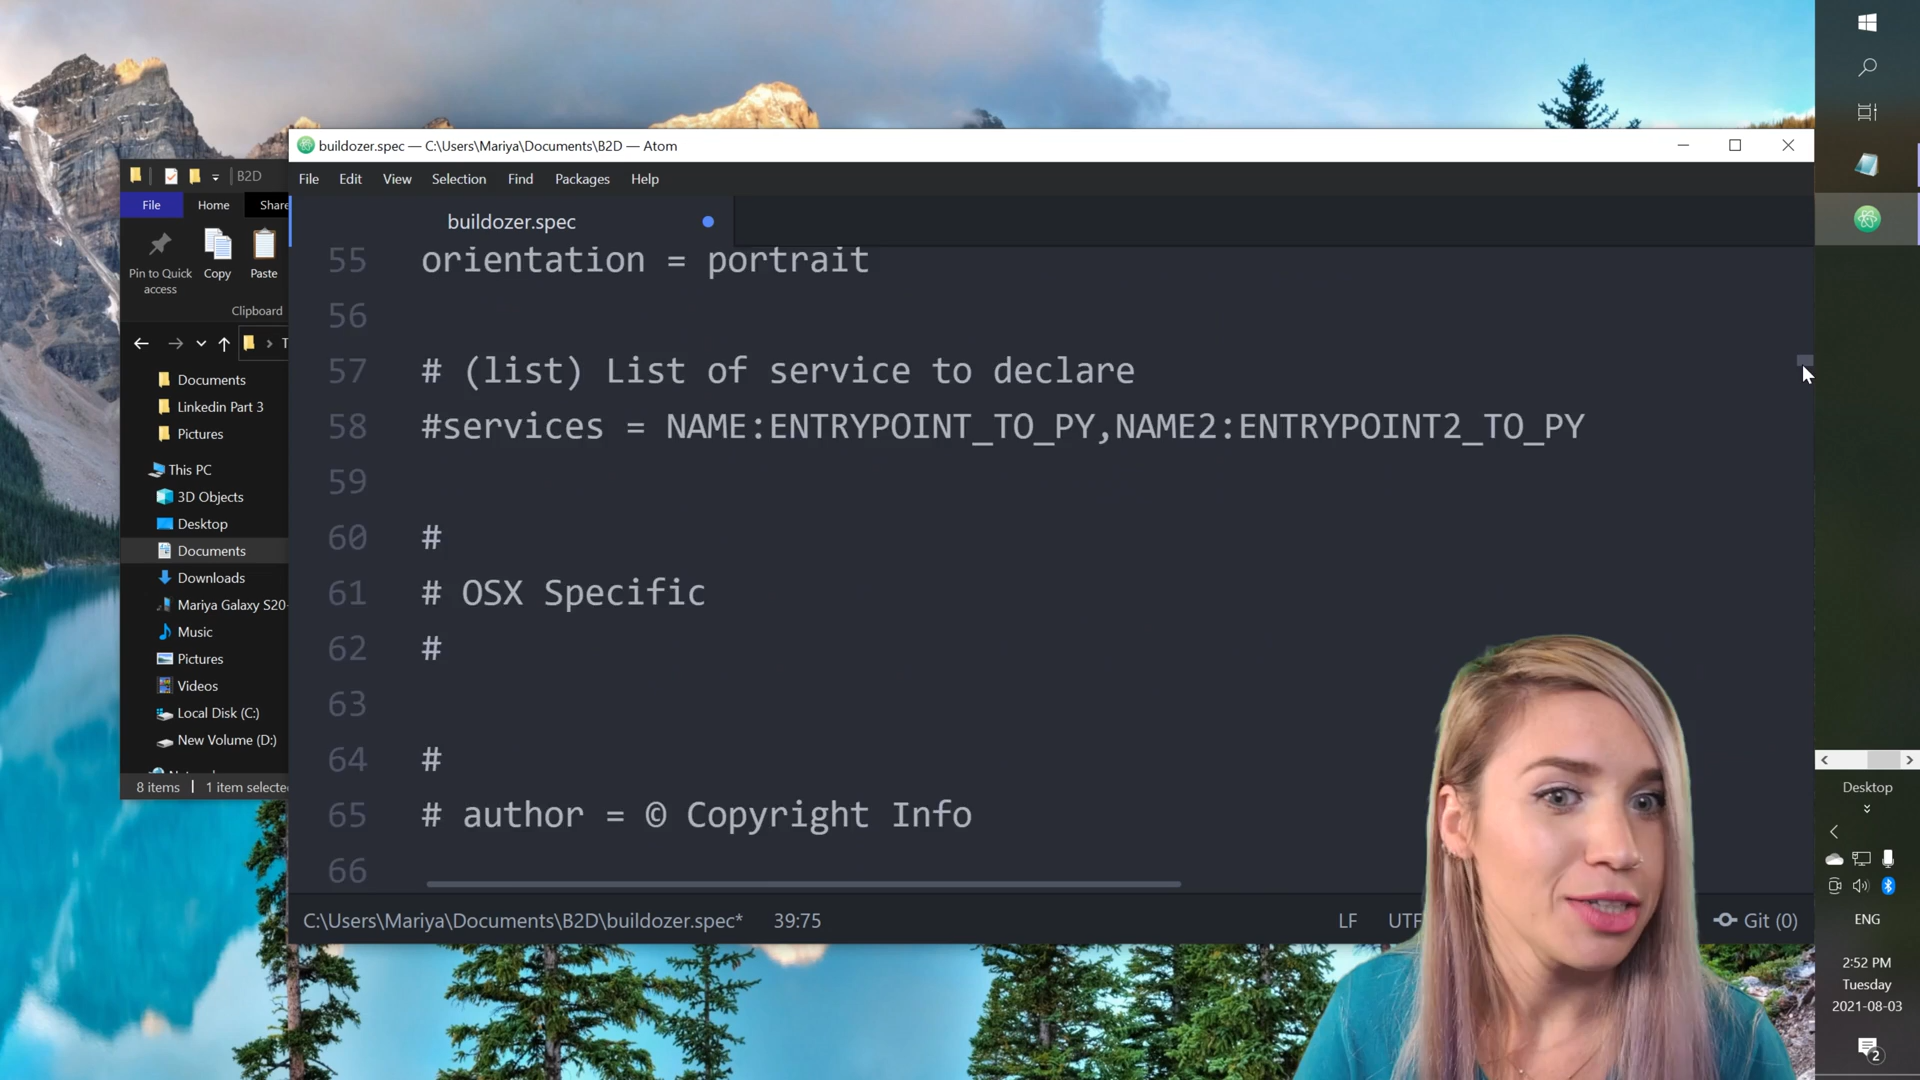 buildozer.spec — C:\Users\Mariya\Documents\B2D — Atom
File Edit View Selection Find Packages Help
buildozer.spec
55 orientation = portrait
56
57 # (list) List of service to declare
58 #services = NAME:ENTRYPOINT_TO_PY,NAME2:ENTRYPOINT2_TO_PY
59
60 #
61 # OSX Specific
62 #
63
64 #
65 # author = © Copyright Info
66
C:\Users\Mariya\Documents\B2D\buildozer.spec* 39:75 LF UTF Git (0)
B2D
File Home Share
Pin to Quick access
Copy
Paste
Clipboard
Documents
Linkedin Part 3
Pictures
This PC
3D Objects
Desktop
Documents
Downloads
Mariya Galaxy S20
Music
Pictures
Videos
Local Disk (C:)
New Volume (D:)
8 items 1 item selected
Desktop
ENG
2:52 PM
Tuesday
2021-08-03
2